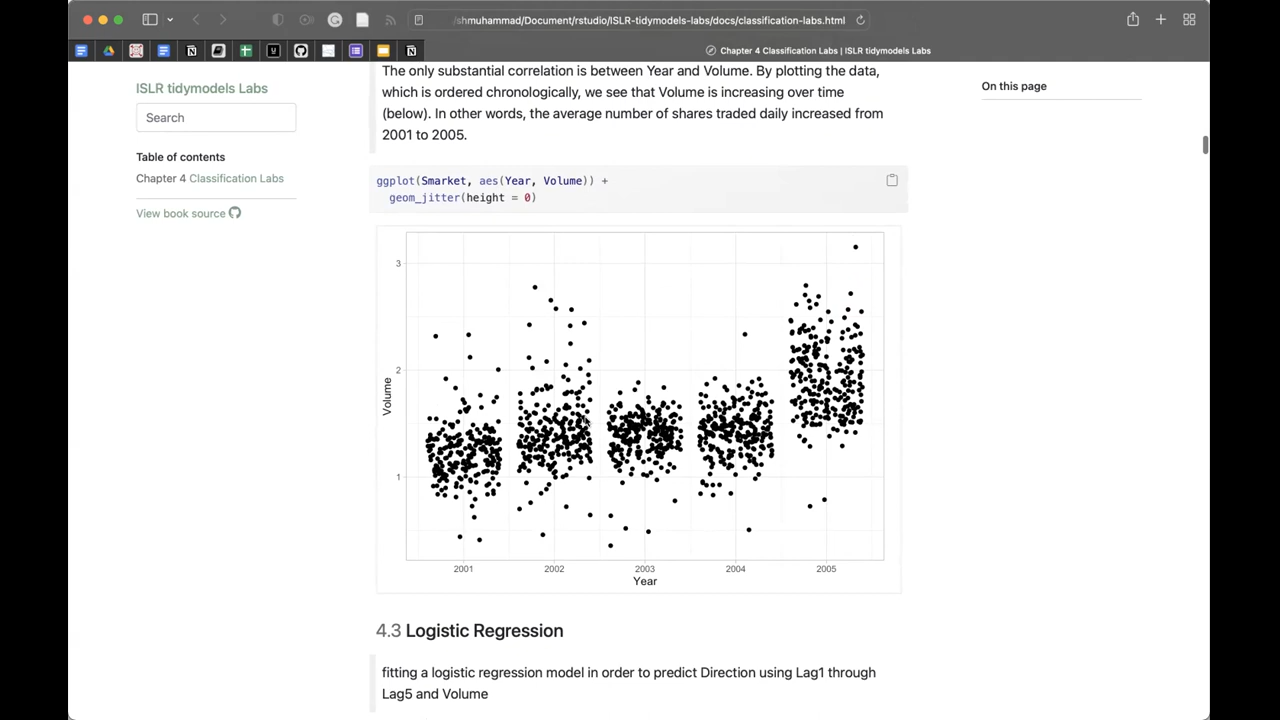 /shmuhammad/Document/rstudio/ISLR-tidymodels-labs/docs/classification-labs.html
Chapter 4 Classification Labs | ISLR tidymodels Labs
ISLR tidymodels Labs
Search
Table of contents
Chapter 4 Classification Labs
View book source
The only substantial correlation is between Year and Volume. By plotting the data,
which is ordered chronologically, we see that Volume is increasing over time
(below). In other words, the average number of shares traded daily increased from
2001 to 2005.
ggplot(Smarket, aes(Year, Volume)) +
geom_jitter(height = 0)
3
2
1
Volume
2001 2002 2003 2004 2005
Year
4.3 Logistic Regression
fitting a logistic regression model in order to predict Direction using Lag1 through
Lag5 and Volume
On this page